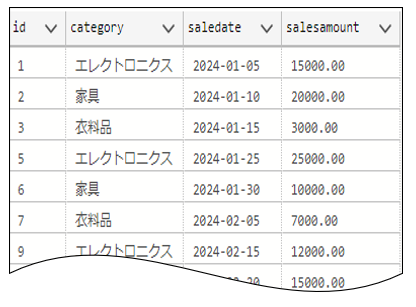 id category saledate salesamount
1 エレクトロニクス 2024-01-05 15000.00
2 家具 2024-01-10 20000.00
3 衣料品 2024-01-15 3000.00
5 エレクトロニクス 2024-01-25 25000.00
6 家具 2024-01-30 10000.00
7 衣料品 2024-02-05 7000.00
9 エレクトロニクス 2024-02-15 12000.00
15000.00